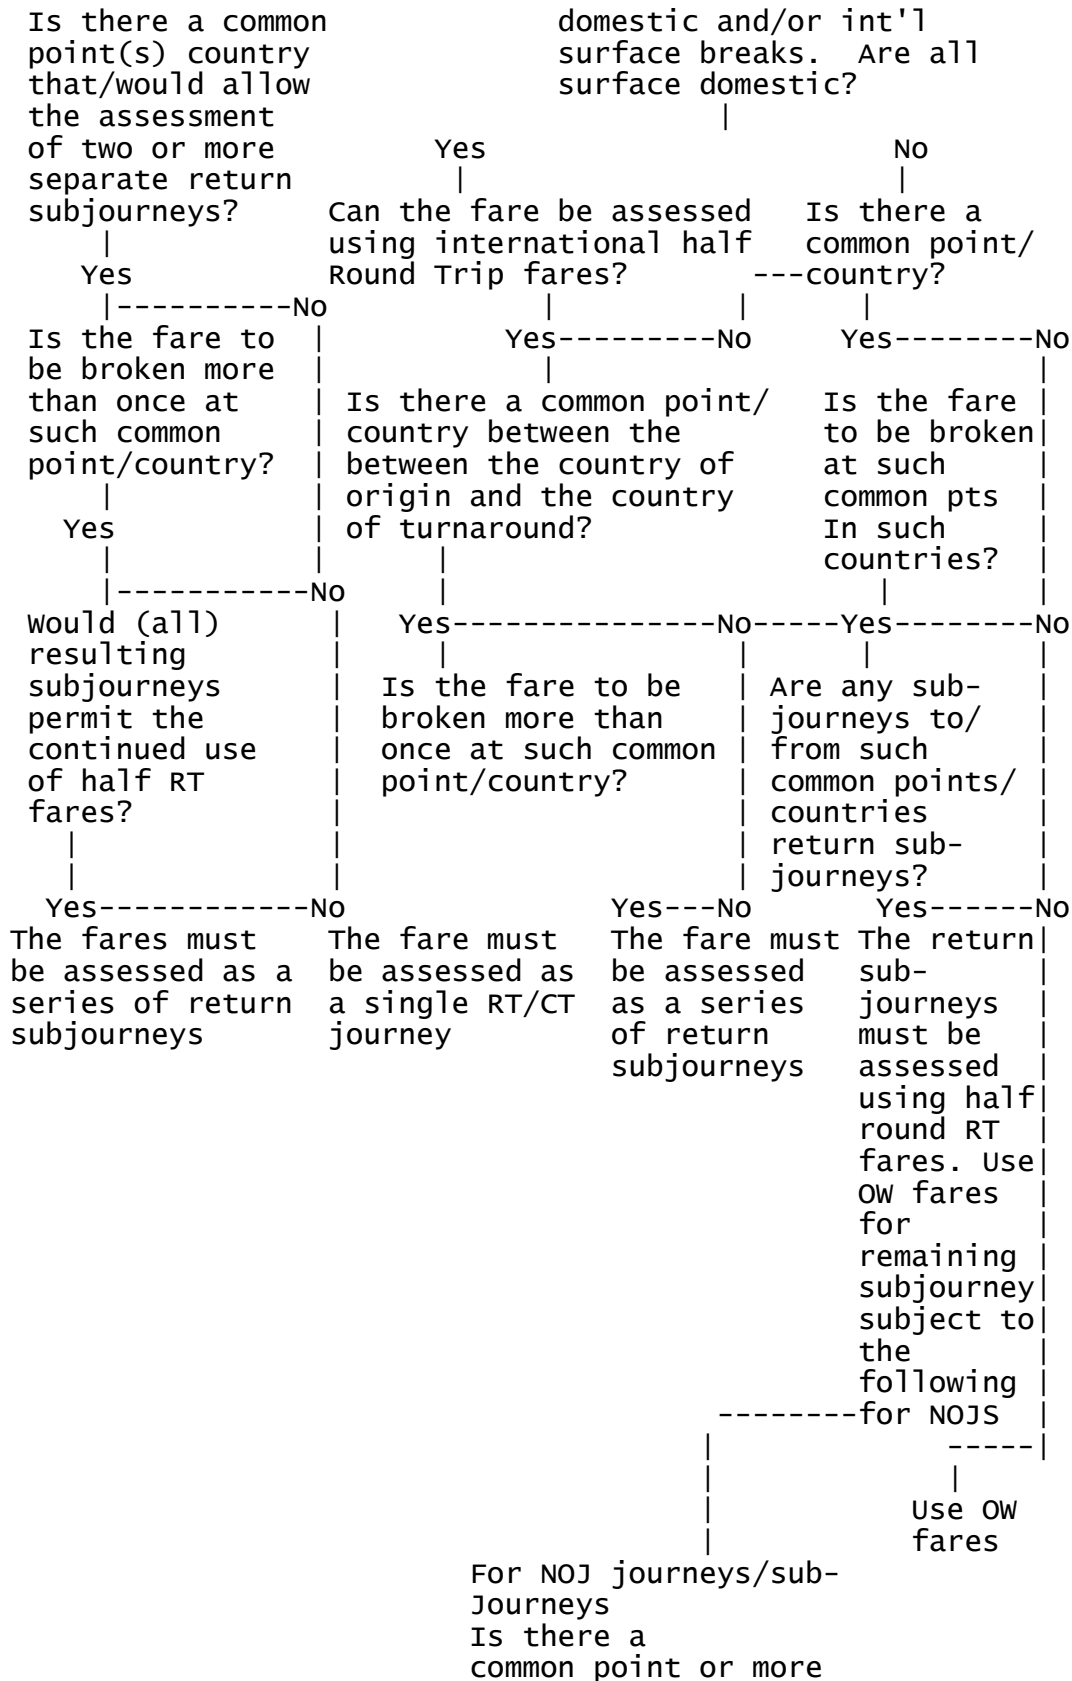 Is there a common             domestic and/or int'l
point(s) country              surface breaks.  Are all
that/would allow              surface domestic?
the assessment                         |
of two or more         Yes                       No
separate return         |                        |
subjourneys?     Can the fare be assessed   Is there a
    |            using international half   common point/
   Yes           Round Trip fares?       ---country?
    |----------No            |          |      |
Is the fare to  |          Yes---------No     Yes--------No
be broken more  |            |                           |
than once at    | Is there a common point/   Is the fare |
such common     | country between the        to be broken|
point/country?  | between the country of     at such     |
    |           | origin and the country     common pts  |
  Yes           | of turnaround?             In such     |
    |           |      |                     countries?  |
    |-----------No     |                        |        |
Would (all)      |   Yes---------------No-----Yes--------No
resulting        |     |                |      |         |
subjourneys      |  Is the fare to be   | Are any sub-   |
permit the       |  broken more than    | journeys to/   |
continued use    |  once at such common | from such      |
of half RT       |  point/country?      | common points/ |
fares?           |                      | countries      |
  |              |                      | return sub-    |
  |              |                      | journeys?      |
 Yes------------No               Yes---No       Yes------No
The fares must    The fare must   The fare must The return|
be assessed as a  be assessed as  be assessed   sub-      |
series of return  a single RT/CT  as a series   journeys  |
subjourneys       journey         of return     must be   |
                                  subjourneys   assessed  |
                                                using half|
                                                round RT  |
                                                fares. Use|
                                                OW fares  |
                                                for       |
                                                remaining |
                                                subjourney|
                                                subject to|
                                                the       |
                                                following |
                                        --------for NOJS  |
                                       |             -----|
                                       |             |
                                       |           Use OW
                                       |           fares
                          For NOJ journeys/sub-
                          Journeys
                          Is there a
                          common point or more